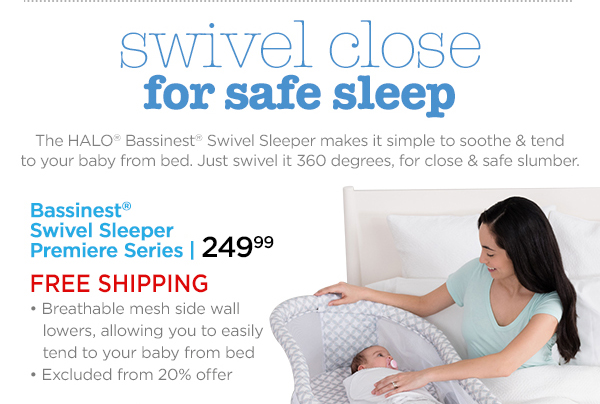 swivel close
for safe sleep
The HALO® Bassinest® Swivel Sleeper makes it simple to soothe & tend
to your baby from bed. Just swivel it 360 degrees, for close & safe slumber.
Bassinest®
Swivel Sleeper
Premiere Series | 249⁹⁹
FREE SHIPPING
• Breathable mesh side wall
lowers, allowing you to easily
tend to your baby from bed
• Excluded from 20% offer